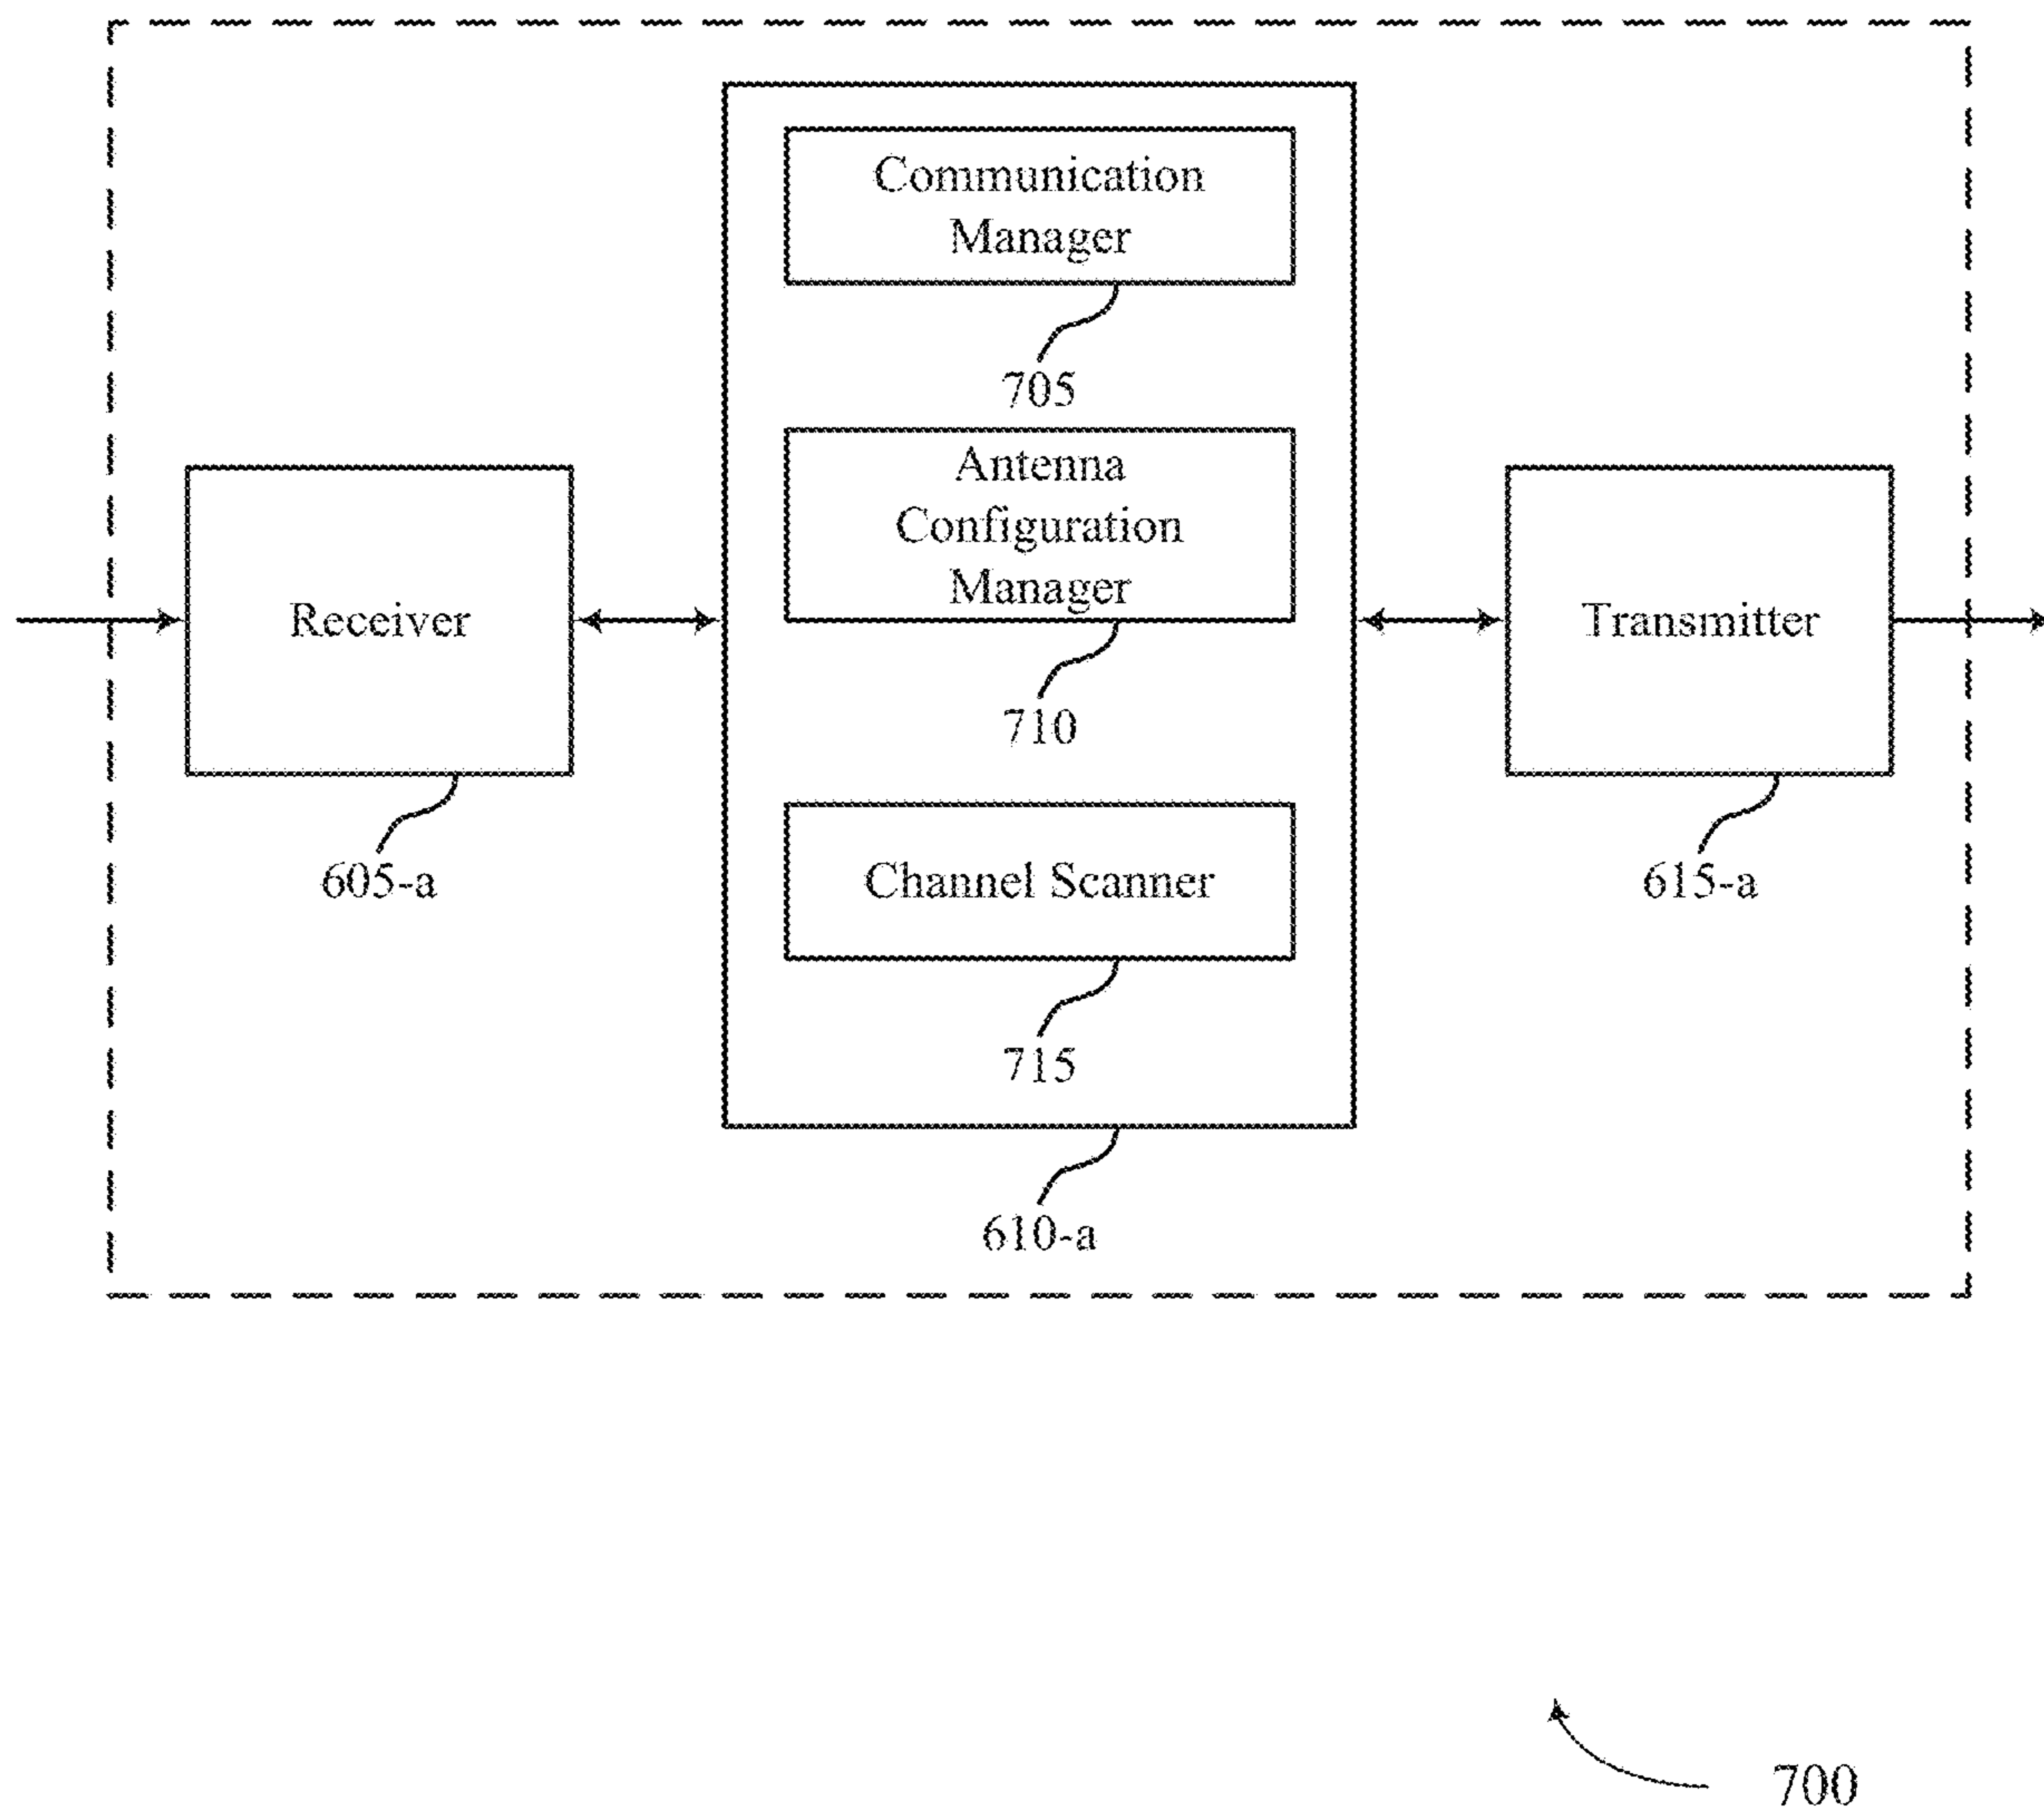 Communication
Manager
705
Antenna
Configuration
Manager
710
Receiver
605-a
Transmitter
615-a
Channel Scanner
715
610-a
700